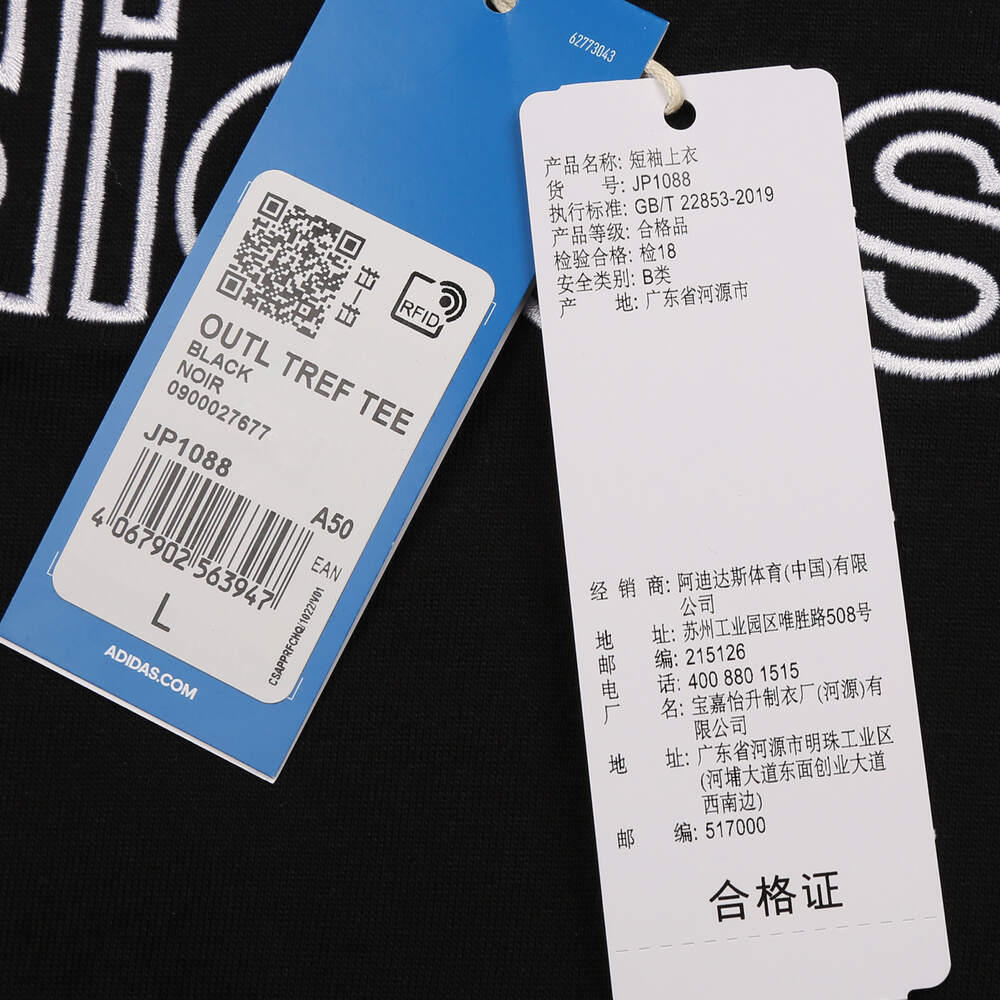 62773043
RFID
OUTL TREF TEE
BLACK
NOIR
0900027677
JP1088
A50
4 067902 563947
EAN
L
CSAPPRFCHQ/1022/V01
ADIDAS.COM
产品名称: 短袖上衣
货 号: JP1088
执行标准: GB/T 22853-2019
产品等级: 合格品
检验合格: 检18
安全类别: B类
产 地: 广东省河源市
经 销 商: 阿迪达斯体育(中国)有限
公司
地 址: 苏州工业园区唯胜路508号
邮 编: 215126
电 话: 400 880 1515
厂 名: 宝嘉怡升制衣厂(河源)有
限公司
地 址: 广东省河源市明珠工业区
(河埔大道东面创业大道
西南边)
邮 编: 517000
合格证